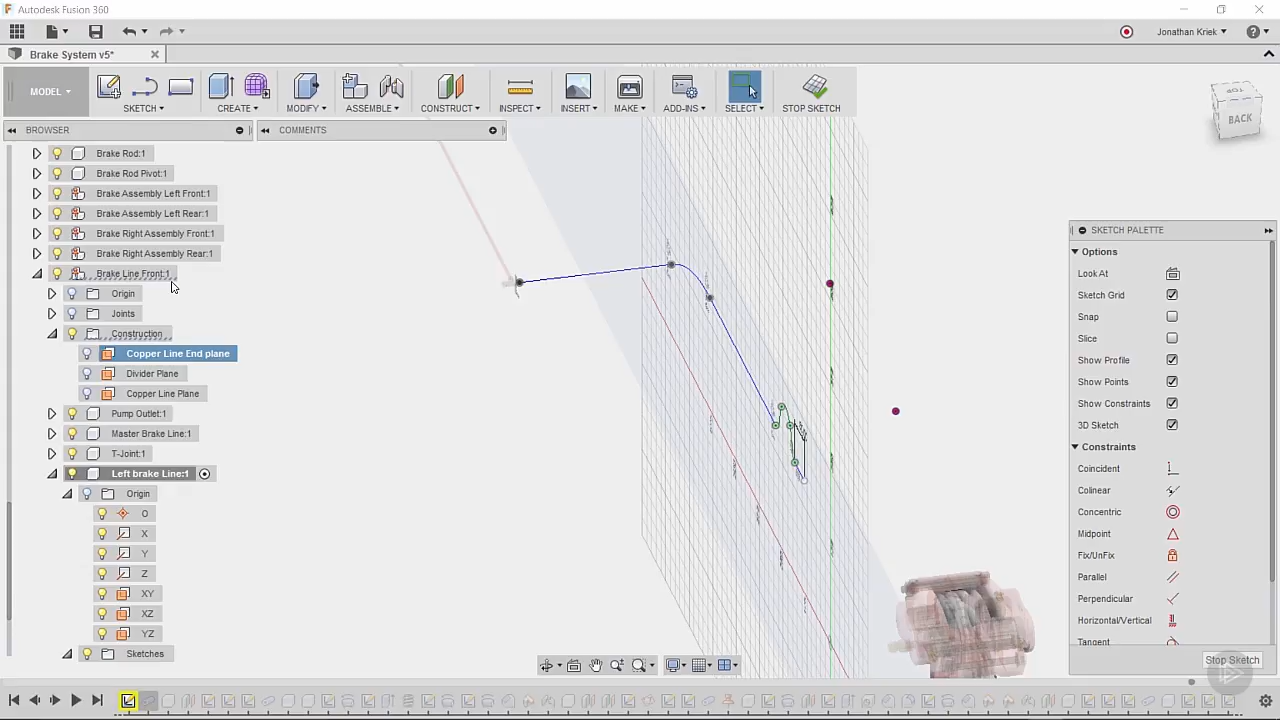 Autodesk Fusion 360
Jonathan Kriek
Brake System v5*
MODEL
SKETCH
CREATE
MODIFY
ASSEMBLE
CONSTRUCT
INSPECT
INSERT
MAKE
ADD-INS
SELECT
STOP SKETCH
TOP
BACK
BROWSER
COMMENTS
Brake Rod:1
Brake Rod Pivot:1
Brake Assembly Left Front:1
Brake Assembly Left Rear:1
Brake Right Assembly Front:1
Brake Right Assembly Rear:1
Brake Line Front:1
Origin
Joints
Construction
Copper Line End plane
Divider Plane
Copper Line Plane
Pump Outlet:1
Master Brake Line:1
T-Joint:1
Left brake Line:1
Origin
O
X
Y
Z
XY
XZ
YZ
Sketches
SKETCH PALETTE
Options
Look At
Sketch Grid
Snap
Slice
Show Profile
Show Points
Show Constraints
3D Sketch
Constraints
Coincident
Colinear
Concentric
Midpoint
Fix/UnFix
Parallel
Perpendicular
Horizontal/Vertical
Tangent
Stop Sketch